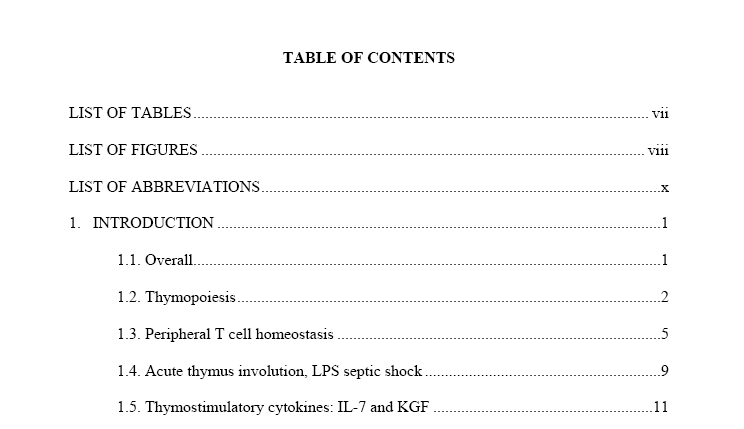 TABLE OF CONTENTS
LIST OF TABLES vii
LIST OF FIGURES viii
LIST OF ABBREVIATIONS x
1. INTRODUCTION 1
1.1. Overall 1
1.2. Thymopoiesis 2
1.3. Peripheral T cell homeostasis 5
1.4. Acute thymus involution, LPS septic shock 9
1.5. Thymostimulatory cytokines: IL-7 and KGF 11